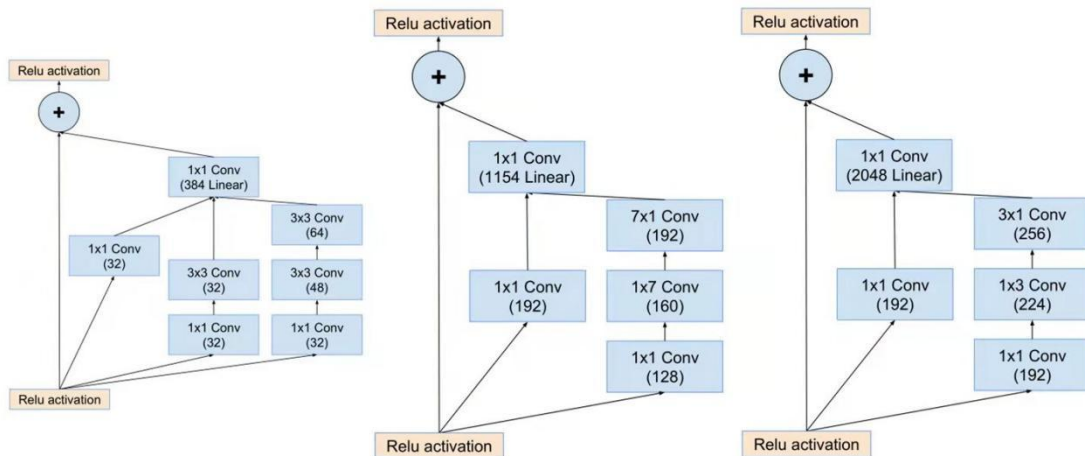 Relu activation
+
1x1 Conv
(384 Linear)
3x3 Conv
(64)
1x1 Conv
(32)
3x3 Conv
(32)
3x3 Conv
(48)
1x1 Conv
(32)
1x1 Conv
(32)
Relu activation
Relu activation
+
1x1 Conv
(1154 Linear)
7x1 Conv
(192)
1x1 Conv
(192)
1x7 Conv
(160)
1x1 Conv
(128)
Relu activation
Relu activation
+
1x1 Conv
(2048 Linear)
3x1 Conv
(256)
1x1 Conv
(192)
1x3 Conv
(224)
1x1 Conv
(192)
Relu activation